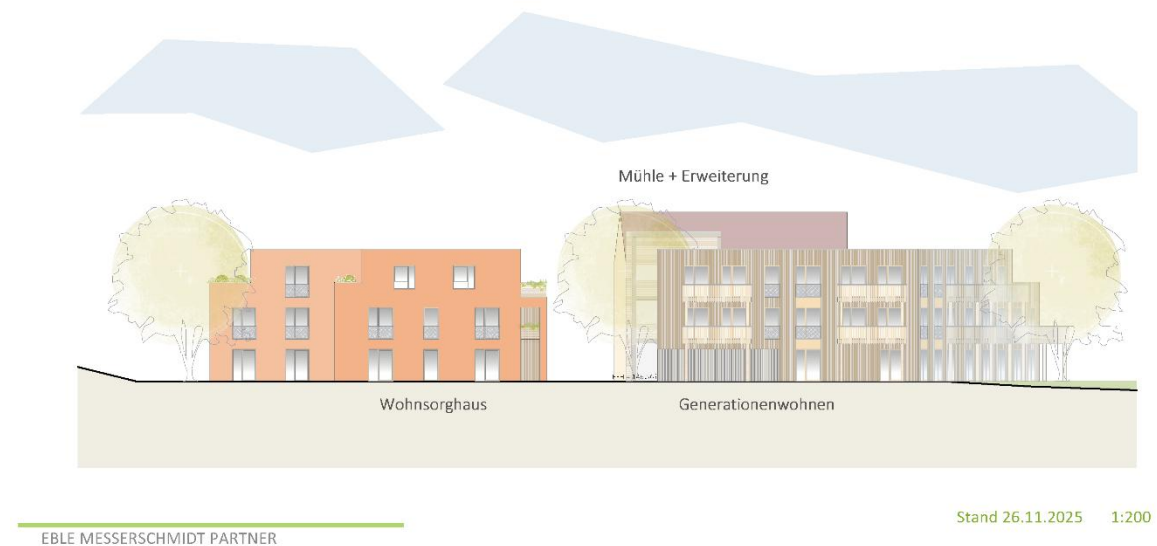 Mühle + Erweiterung
Wohnsorghaus
Generationenwohnen
Stand 26.11.2025 1:200
EBLE MESSERSCHMIDT PARTNER